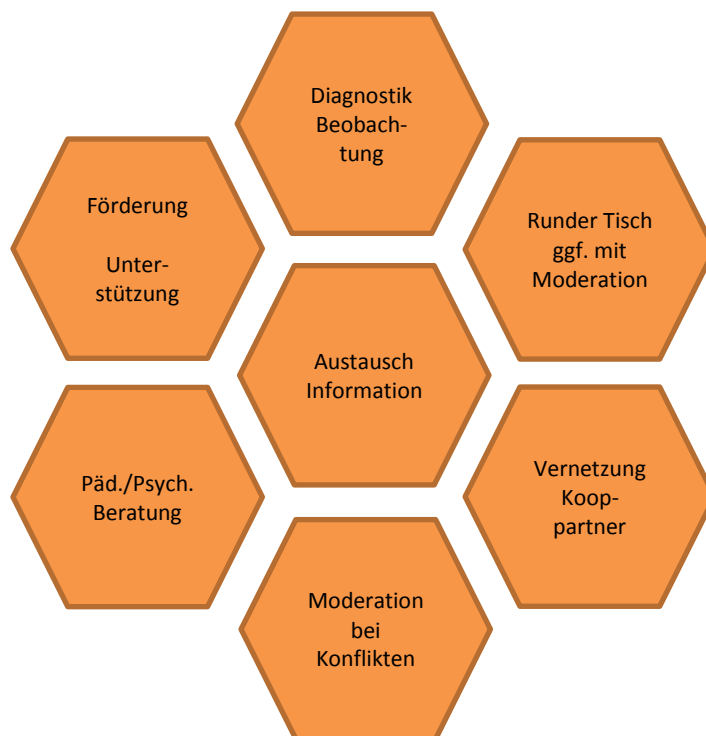 Diagnostik
Beobach-
tung
Förderung
Unter-
stützung
Runder Tisch
ggf. mit
Moderation
Austausch
Information
Päd./Psych.
Beratung
Vernetzung
Koop-
partner
Moderation
bei
Konflikten